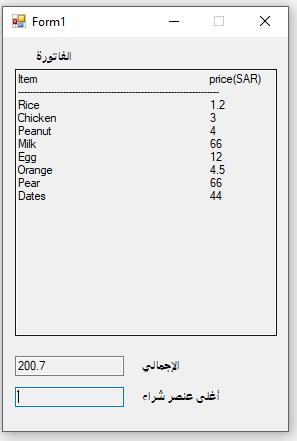 Form1
الفاتورة
Item price(SAR)
------------------------------------------------------------------
Rice 1.2
Chicken 3
Peanut 4
Milk 66
Egg 12
Orange 4.5
Pear 66
Dates 44
200.7 الإجمالي
أغلى عنصر شراء